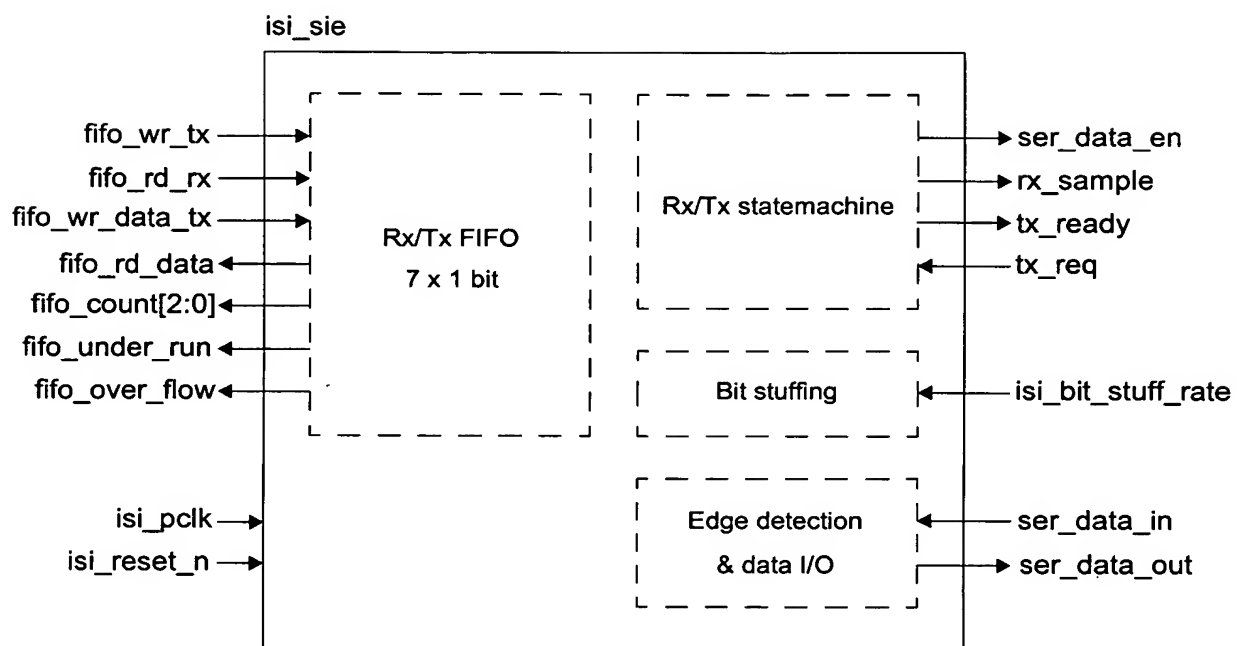 isi_sie
fifo_wr_tx
fifo_rd_rx
fifo_wr_data_tx
fifo_rd_data
fifo_count[2:0]
fifo_under_run
fifo_over_flow
isi_pclk
isi_reset_n
Rx/Tx FIFO
7 x 1 bit
Rx/Tx statemachine
Bit stuffing
Edge detection
& data I/O
ser_data_en
rx_sample
tx_ready
tx_req
isi_bit_stuff_rate
ser_data_in
ser_data_out